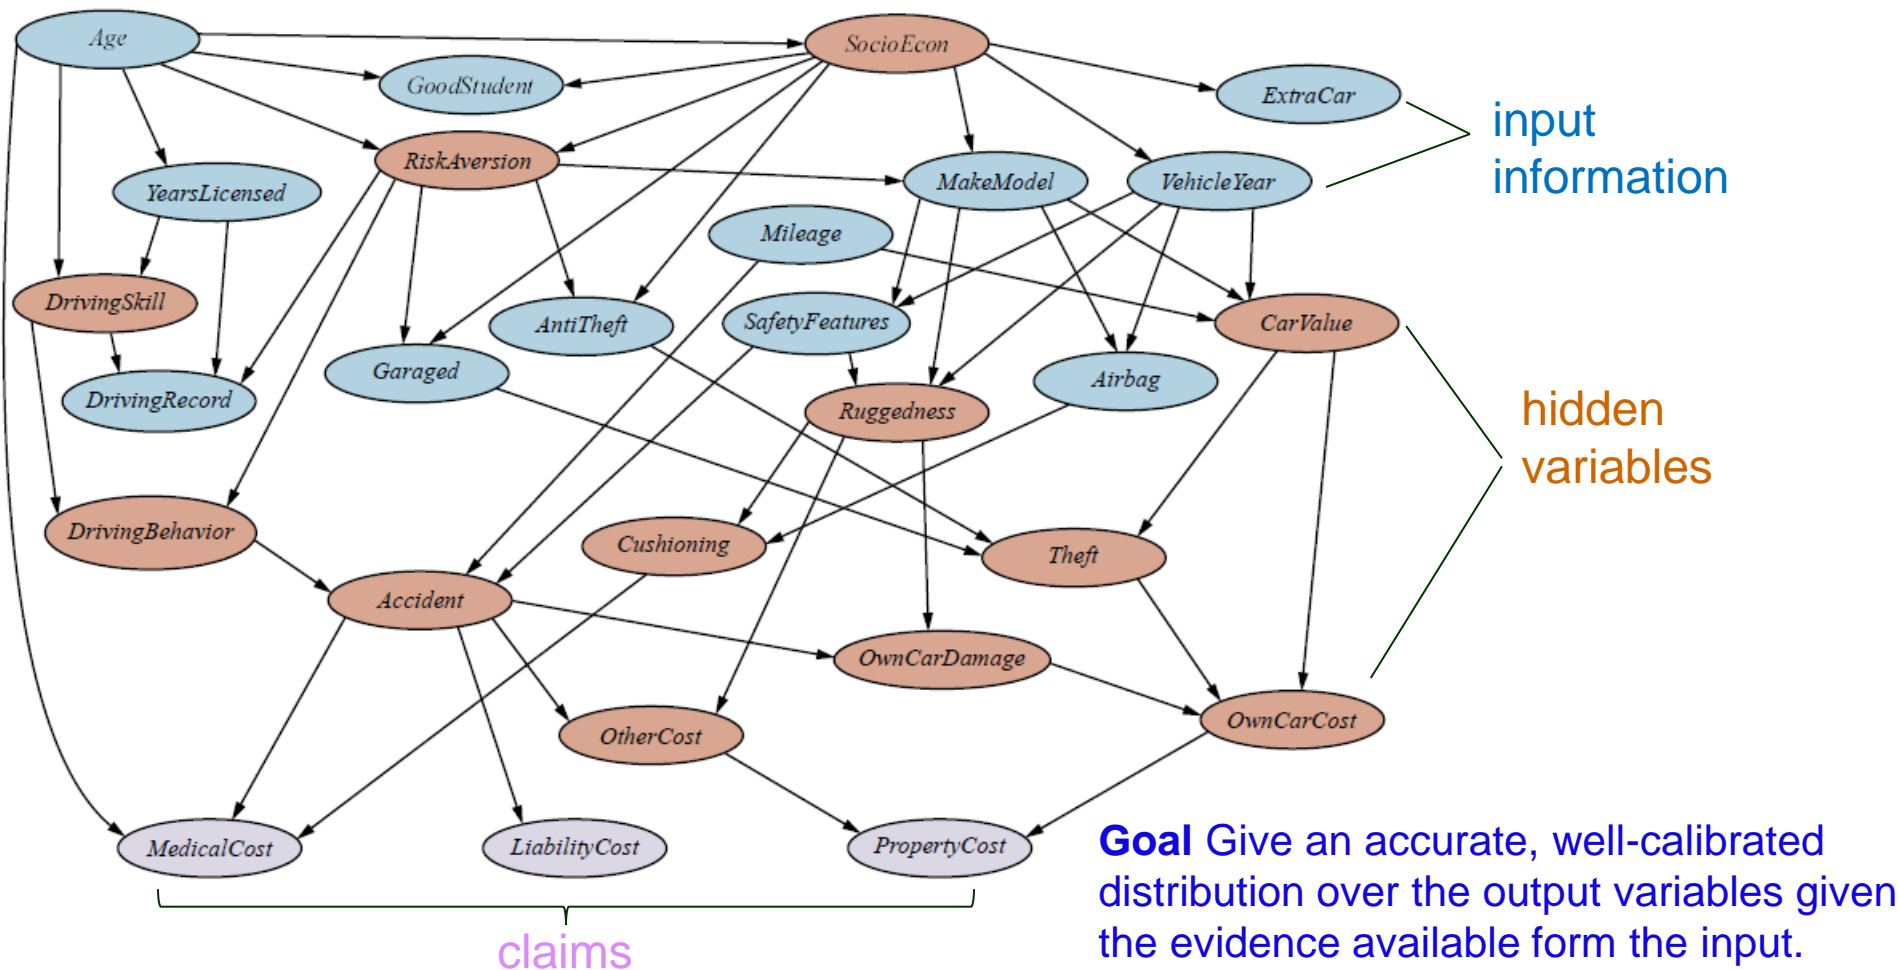 Age
SocioEcon
GoodStudent
ExtraCar
input
information
RiskAversion
YearsLicensed
MakeModel
VehicleYear
Mileage
DrivingSkill
AntiTheft
SafetyFeatures
CarValue
Garaged
Airbag
DrivingRecord
Ruggedness
hidden
variables
DrivingBehavior
Cushioning
Theft
Accident
OwnCarDamage
OtherCost
OwnCarCost
MedicalCost
LiabilityCost
PropertyCost
claims
Goal Give an accurate, well-calibrated
distribution over the output variables given
the evidence available form the input.